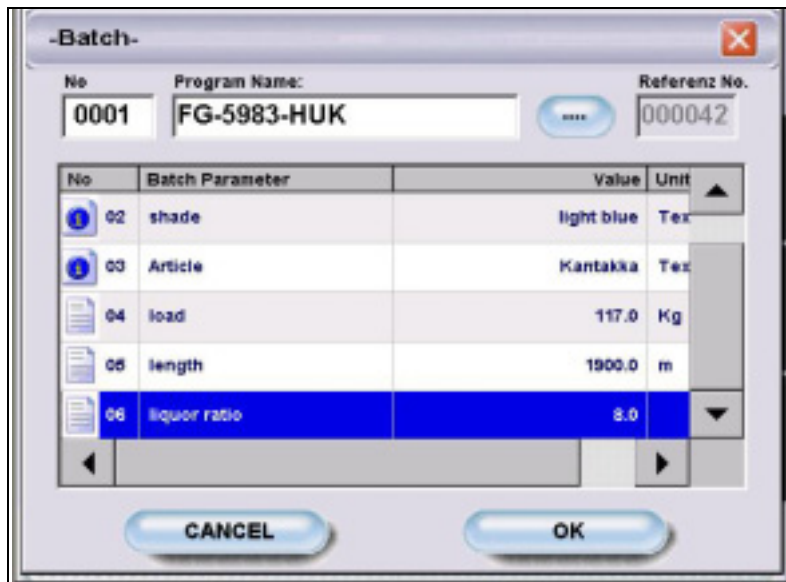 -Batch-
No Program Name: Referenz No.
0001 FG-5983-HUK .... 000042
No Batch Parameter Value Unit
02 shade light blue Tex
03 Article Kantakka Tex
04 load 117.0 Kg
05 length 1900.0 m
06 liquor ratio 8.0
CANCEL OK